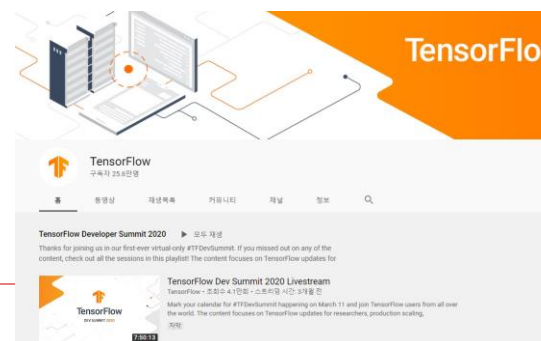 TensorFlo
TensorFlow
구독자 25.6만명
홈 동영상 재생목록 커뮤니티 채널 정보
TensorFlow Developer Summit 2020 ▶ 모두 재생
Thanks for joining us in our first-ever virtual-only #TFDevSummit. If you missed out on any of the
content, check out all the sessions in this playlist! The content focuses on TensorFlow updates for
TensorFlow Dev Summit 2020 Livestream
TensorFlow • 조회수 4.1만회 • 스트리밍 시간: 3개월 전
Mark your calendar for #TFDevSummit happening on March 11 and join TensorFlow users from all over
the world. The content focuses on TensorFlow updates for researchers, production scaling,
자막
TensorFlow
DEV SUMMIT 2020
7:50:13